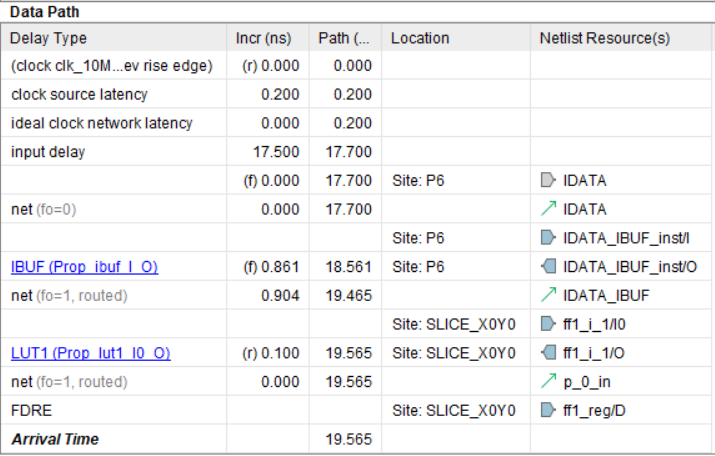 Data Path
Delay Type Incr (ns) Path (... Location Netlist Resource(s)
(clock clk_10M...ev rise edge) (r) 0.000 0.000
clock source latency 0.200 0.200
ideal clock network latency 0.000 0.200
input delay 17.500 17.700
(f) 0.000 17.700 Site: P6 IDATA
net (fo=0) 0.000 17.700 IDATA
Site: P6 IDATA_IBUF_inst/I
IBUF (Prop_ibuf_I_O) (f) 0.861 18.561 Site: P6 IDATA_IBUF_inst/O
net (fo=1, routed) 0.904 19.465 IDATA_IBUF
Site: SLICE_X0Y0 ff1_i_1/I0
LUT1 (Prop_lut1_I0_O) (r) 0.100 19.565 Site: SLICE_X0Y0 ff1_i_1/O
net (fo=1, routed) 0.000 19.565 p_0_in
FDRE Site: SLICE_X0Y0 ff1_reg/D
Arrival Time 19.565